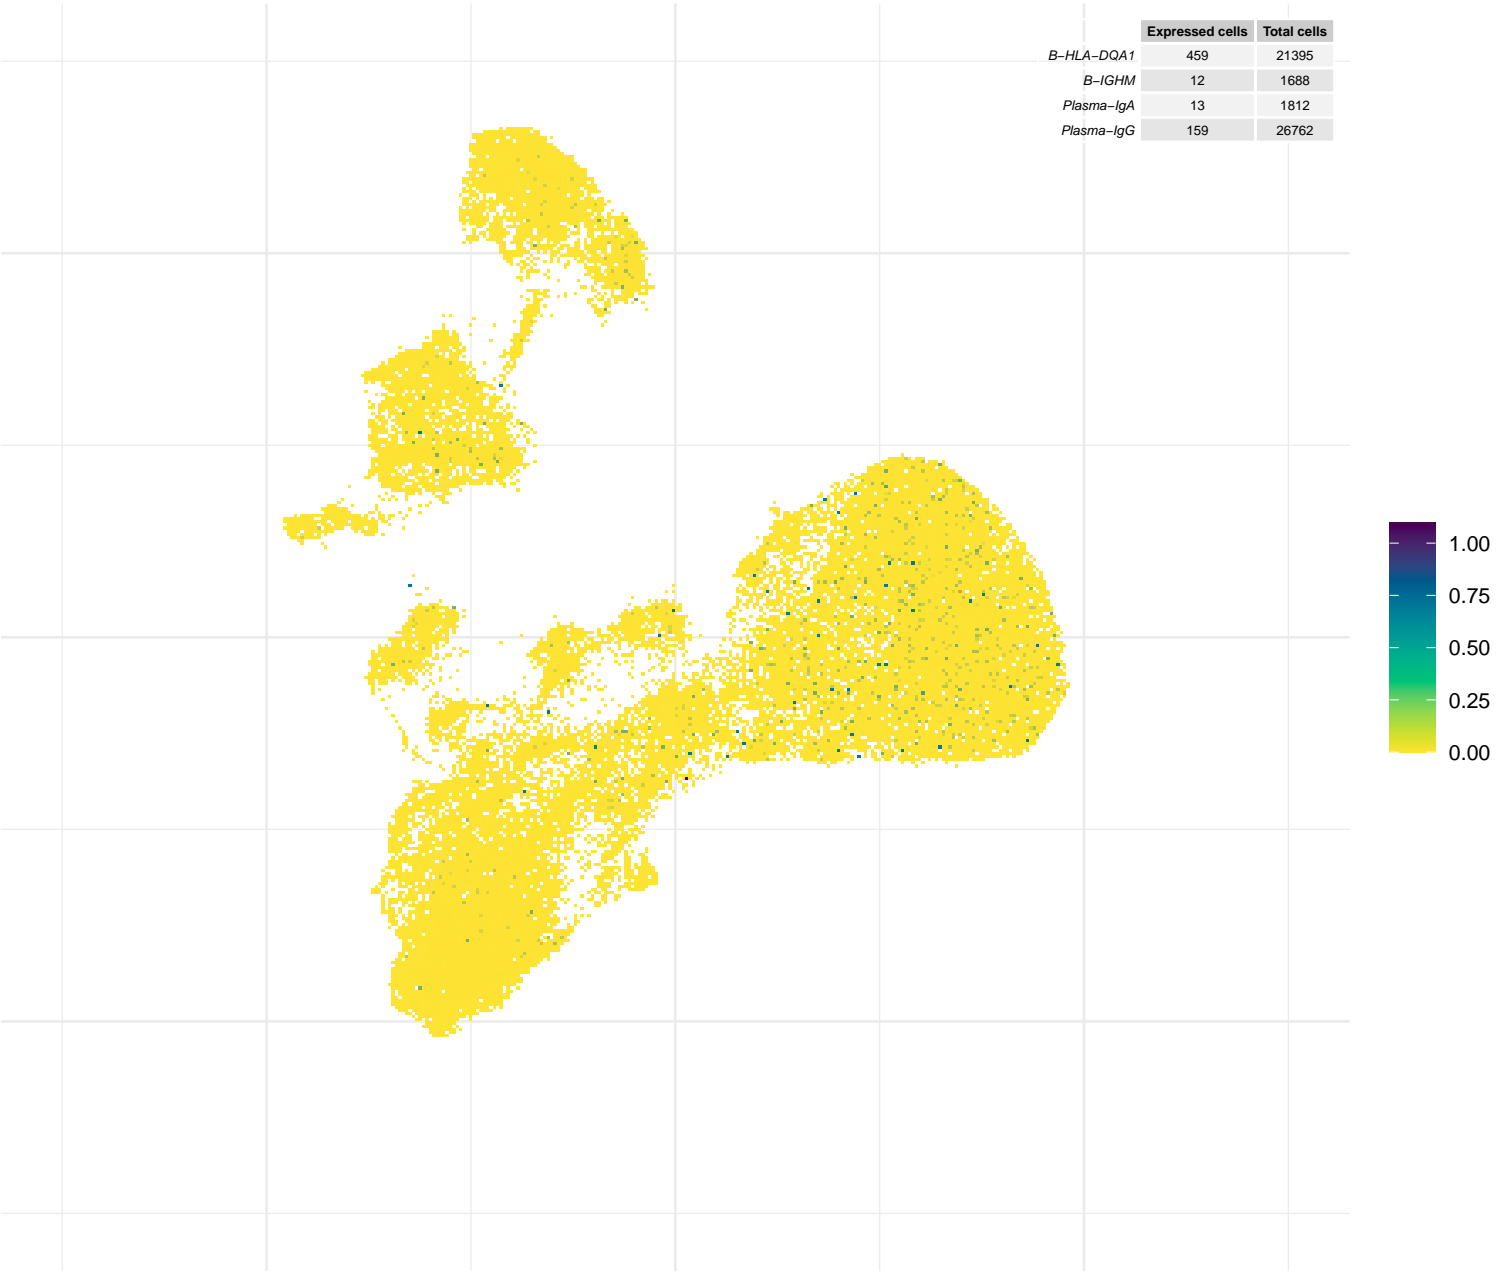 Expressed cells Total cells
B−HLA−DQA1 459 21395
B−IGHM 12 1688
Plasma−IgA 13 1812
Plasma−IgG 159 26762
1.00
0.75
0.50
0.25
0.00